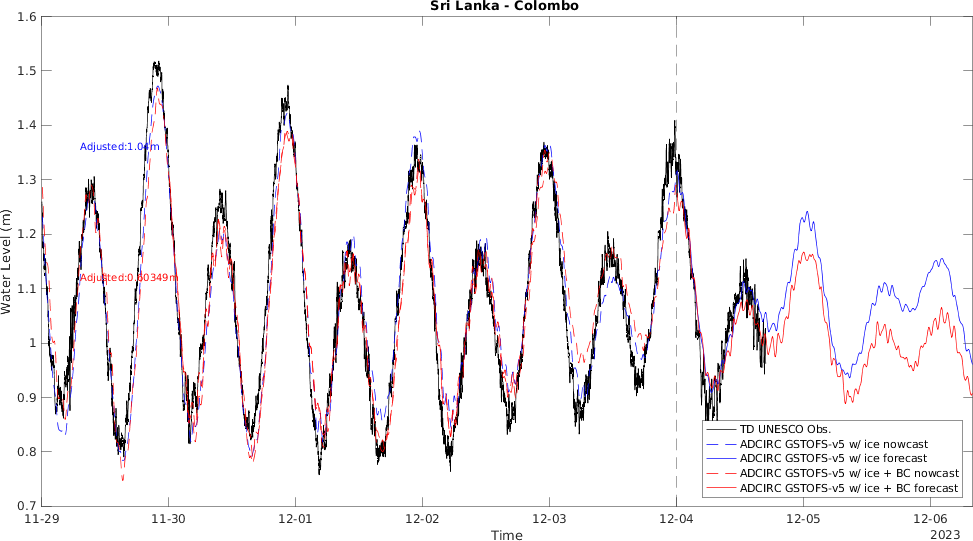 Sri Lanka - Colombo
1.6
1.5
1.4
1.3
1.2
1.1
1
0.9
0.8
0.7
Water Level (m)
Adjusted:1.04m
Adjusted:0.60349m
TD UNESCO Obs.
ADCIRC GSTOFS-v5 w/ ice nowcast
ADCIRC GSTOFS-v5 w/ ice forecast
ADCIRC GSTOFS-v5 w/ ice + BC nowcast
ADCIRC GSTOFS-v5 w/ ice + BC forecast
11-29 11-30 12-01 12-02 12-03 12-04 12-05 12-06
Time
2023